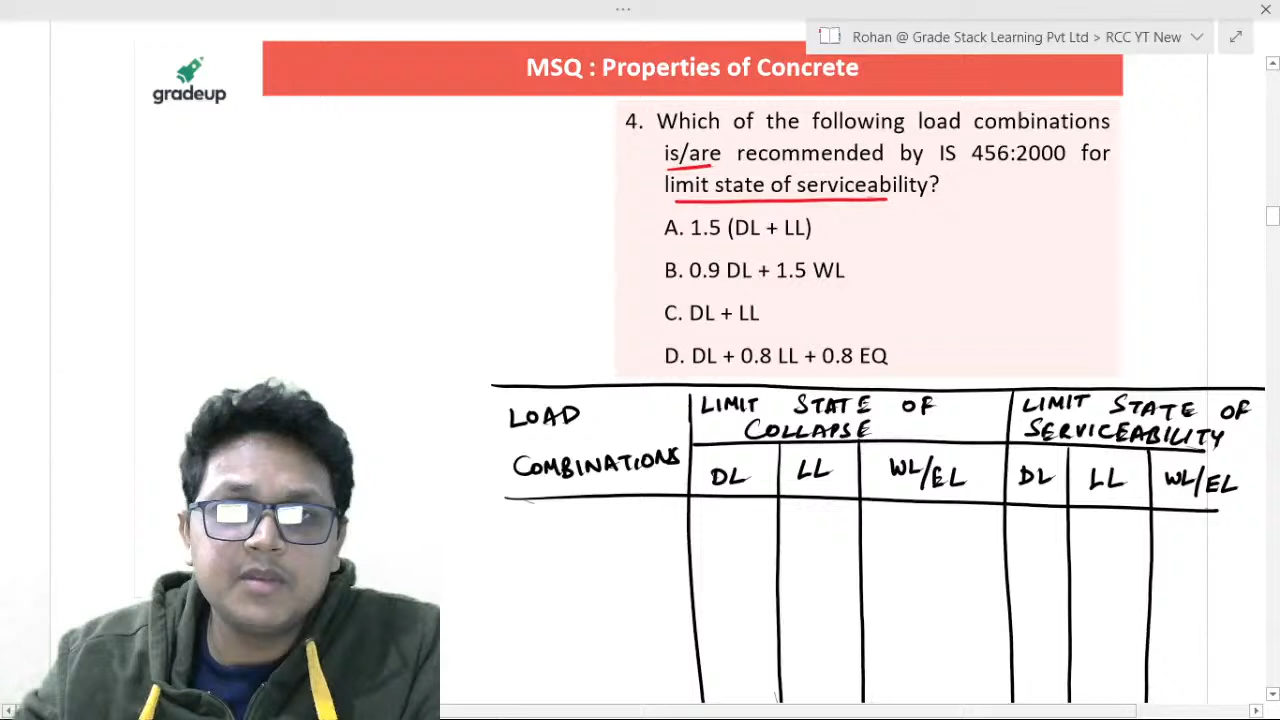 Rohan @ Grade Stack Learning Pvt Ltd > RCC YT New
gradeup
MSQ : Properties of Concrete
4. Which of the following load combinations
is/are recommended by IS 456:2000 for
limit state of serviceability?
A. 1.5 (DL + LL)
B. 0.9 DL + 1.5 WL
C. DL + LL
D. DL + 0.8 LL + 0.8 EQ
LOAD
COMBINATIONS
LIMIT STATE OF
COLLAPSE
LIMIT STATE OF
SERVICEABILITY
DL LL WL/EL DL LL WL/EL